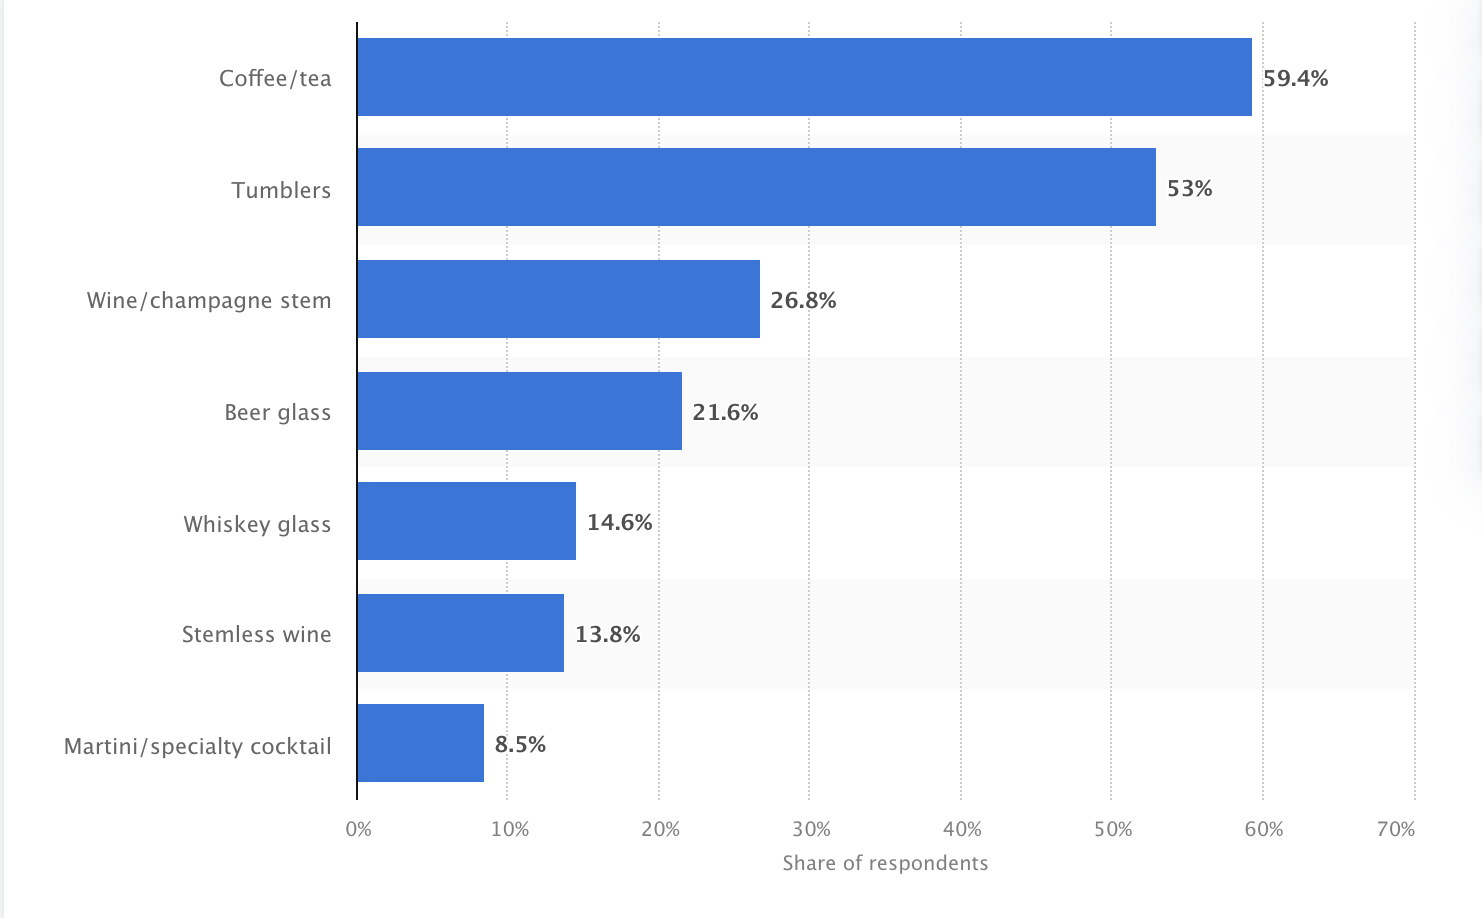 Coffee/tea 59.4%
Tumblers 53%
Wine/champagne stem 26.8%
Beer glass 21.6%
Whiskey glass 14.6%
Stemless wine 13.8%
Martini/specialty cocktail 8.5%
0% 10% 20% 30% 40% 50% 60% 70%
Share of respondents